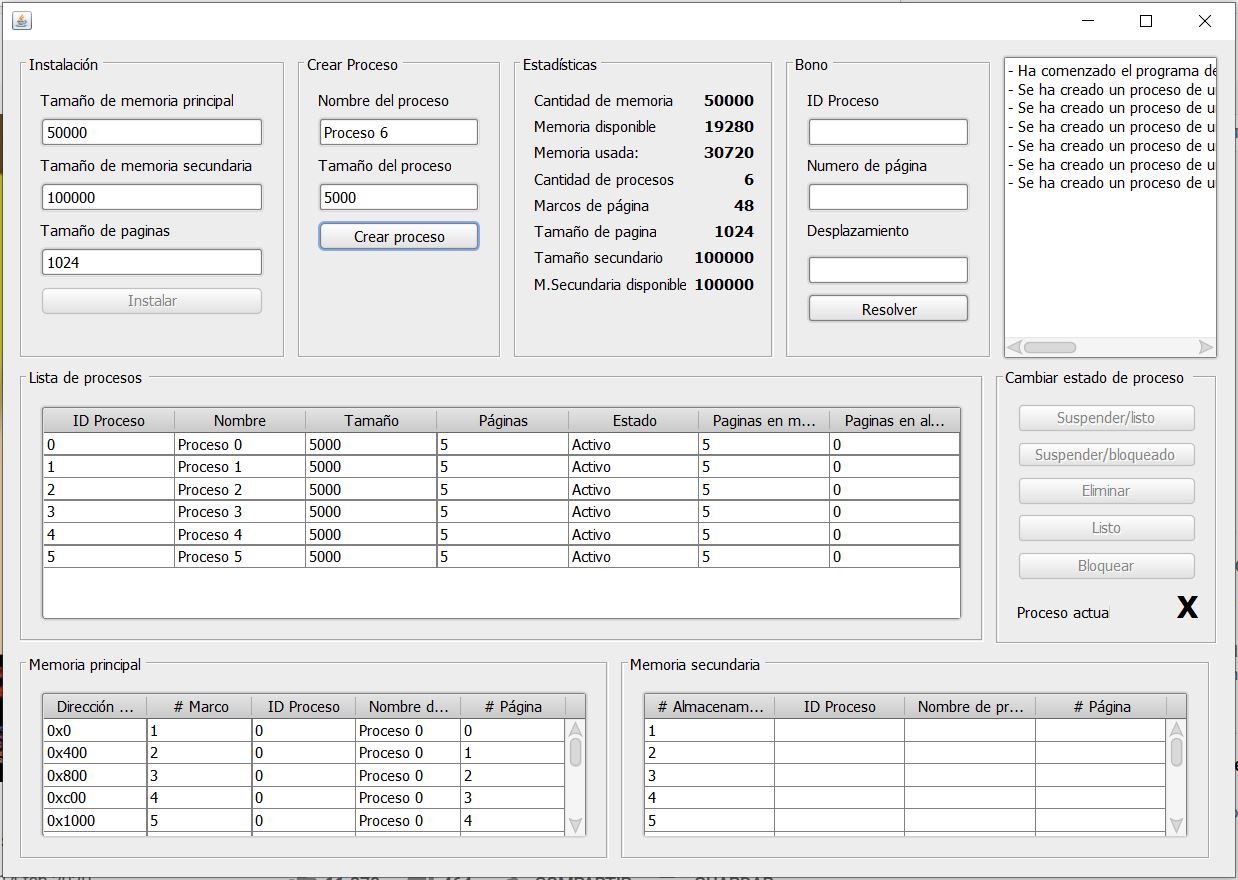 Instalación
Tamaño de memoria principal
50000
Tamaño de memoria secundaria
100000
Tamaño de paginas
1024
Instalar
Crear Proceso
Nombre del proceso
Proceso 6
Tamaño del proceso
5000
Crear proceso
Estadísticas
Cantidad de memoria 50000
Memoria disponible 19280
Memoria usada: 30720
Cantidad de procesos 6
Marcos de página 48
Tamaño de pagina 1024
Tamaño secundario 100000
M.Secundaria disponible 100000
Bono
ID Proceso
Numero de página
Desplazamiento
Resolver
- Ha comenzado el programa de
- Se ha creado un proceso de u
- Se ha creado un proceso de u
- Se ha creado un proceso de u
- Se ha creado un proceso de u
- Se ha creado un proceso de u
- Se ha creado un proceso de u
Lista de procesos
ID Proceso Nombre Tamaño Páginas Estado Paginas en m... Paginas en al...
0 Proceso 0 5000 5 Activo 5 0
1 Proceso 1 5000 5 Activo 5 0
2 Proceso 2 5000 5 Activo 5 0
3 Proceso 3 5000 5 Activo 5 0
4 Proceso 4 5000 5 Activo 5 0
5 Proceso 5 5000 5 Activo 5 0
Cambiar estado de proceso
Suspender/listo
Suspender/bloqueado
Eliminar
Listo
Bloquear
Proceso actua X
Memoria principal
Dirección ... # Marco ID Proceso Nombre d... # Página
0x0 1 0 Proceso 0 0
0x400 2 0 Proceso 0 1
0x800 3 0 Proceso 0 2
0xc00 4 0 Proceso 0 3
0x1000 5 0 Proceso 0 4
Memoria secundaria
# Almacenam... ID Proceso Nombre de pr... # Página
1
2
3
4
5